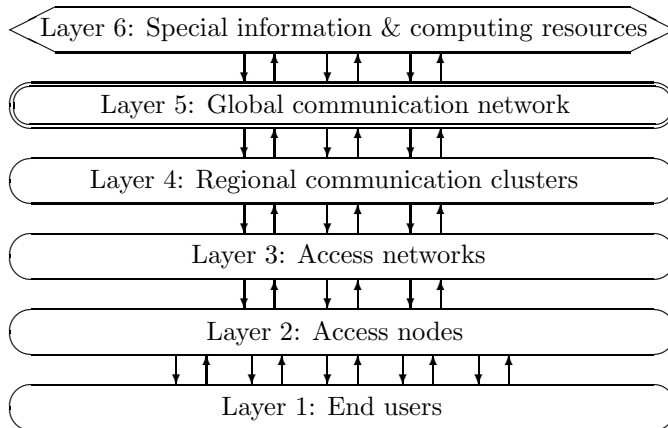 Layer 6: Special information & computing resources
Layer 5: Global communication network
Layer 4: Regional communication clusters
Layer 3: Access networks
Layer 2: Access nodes
Layer 1: End users